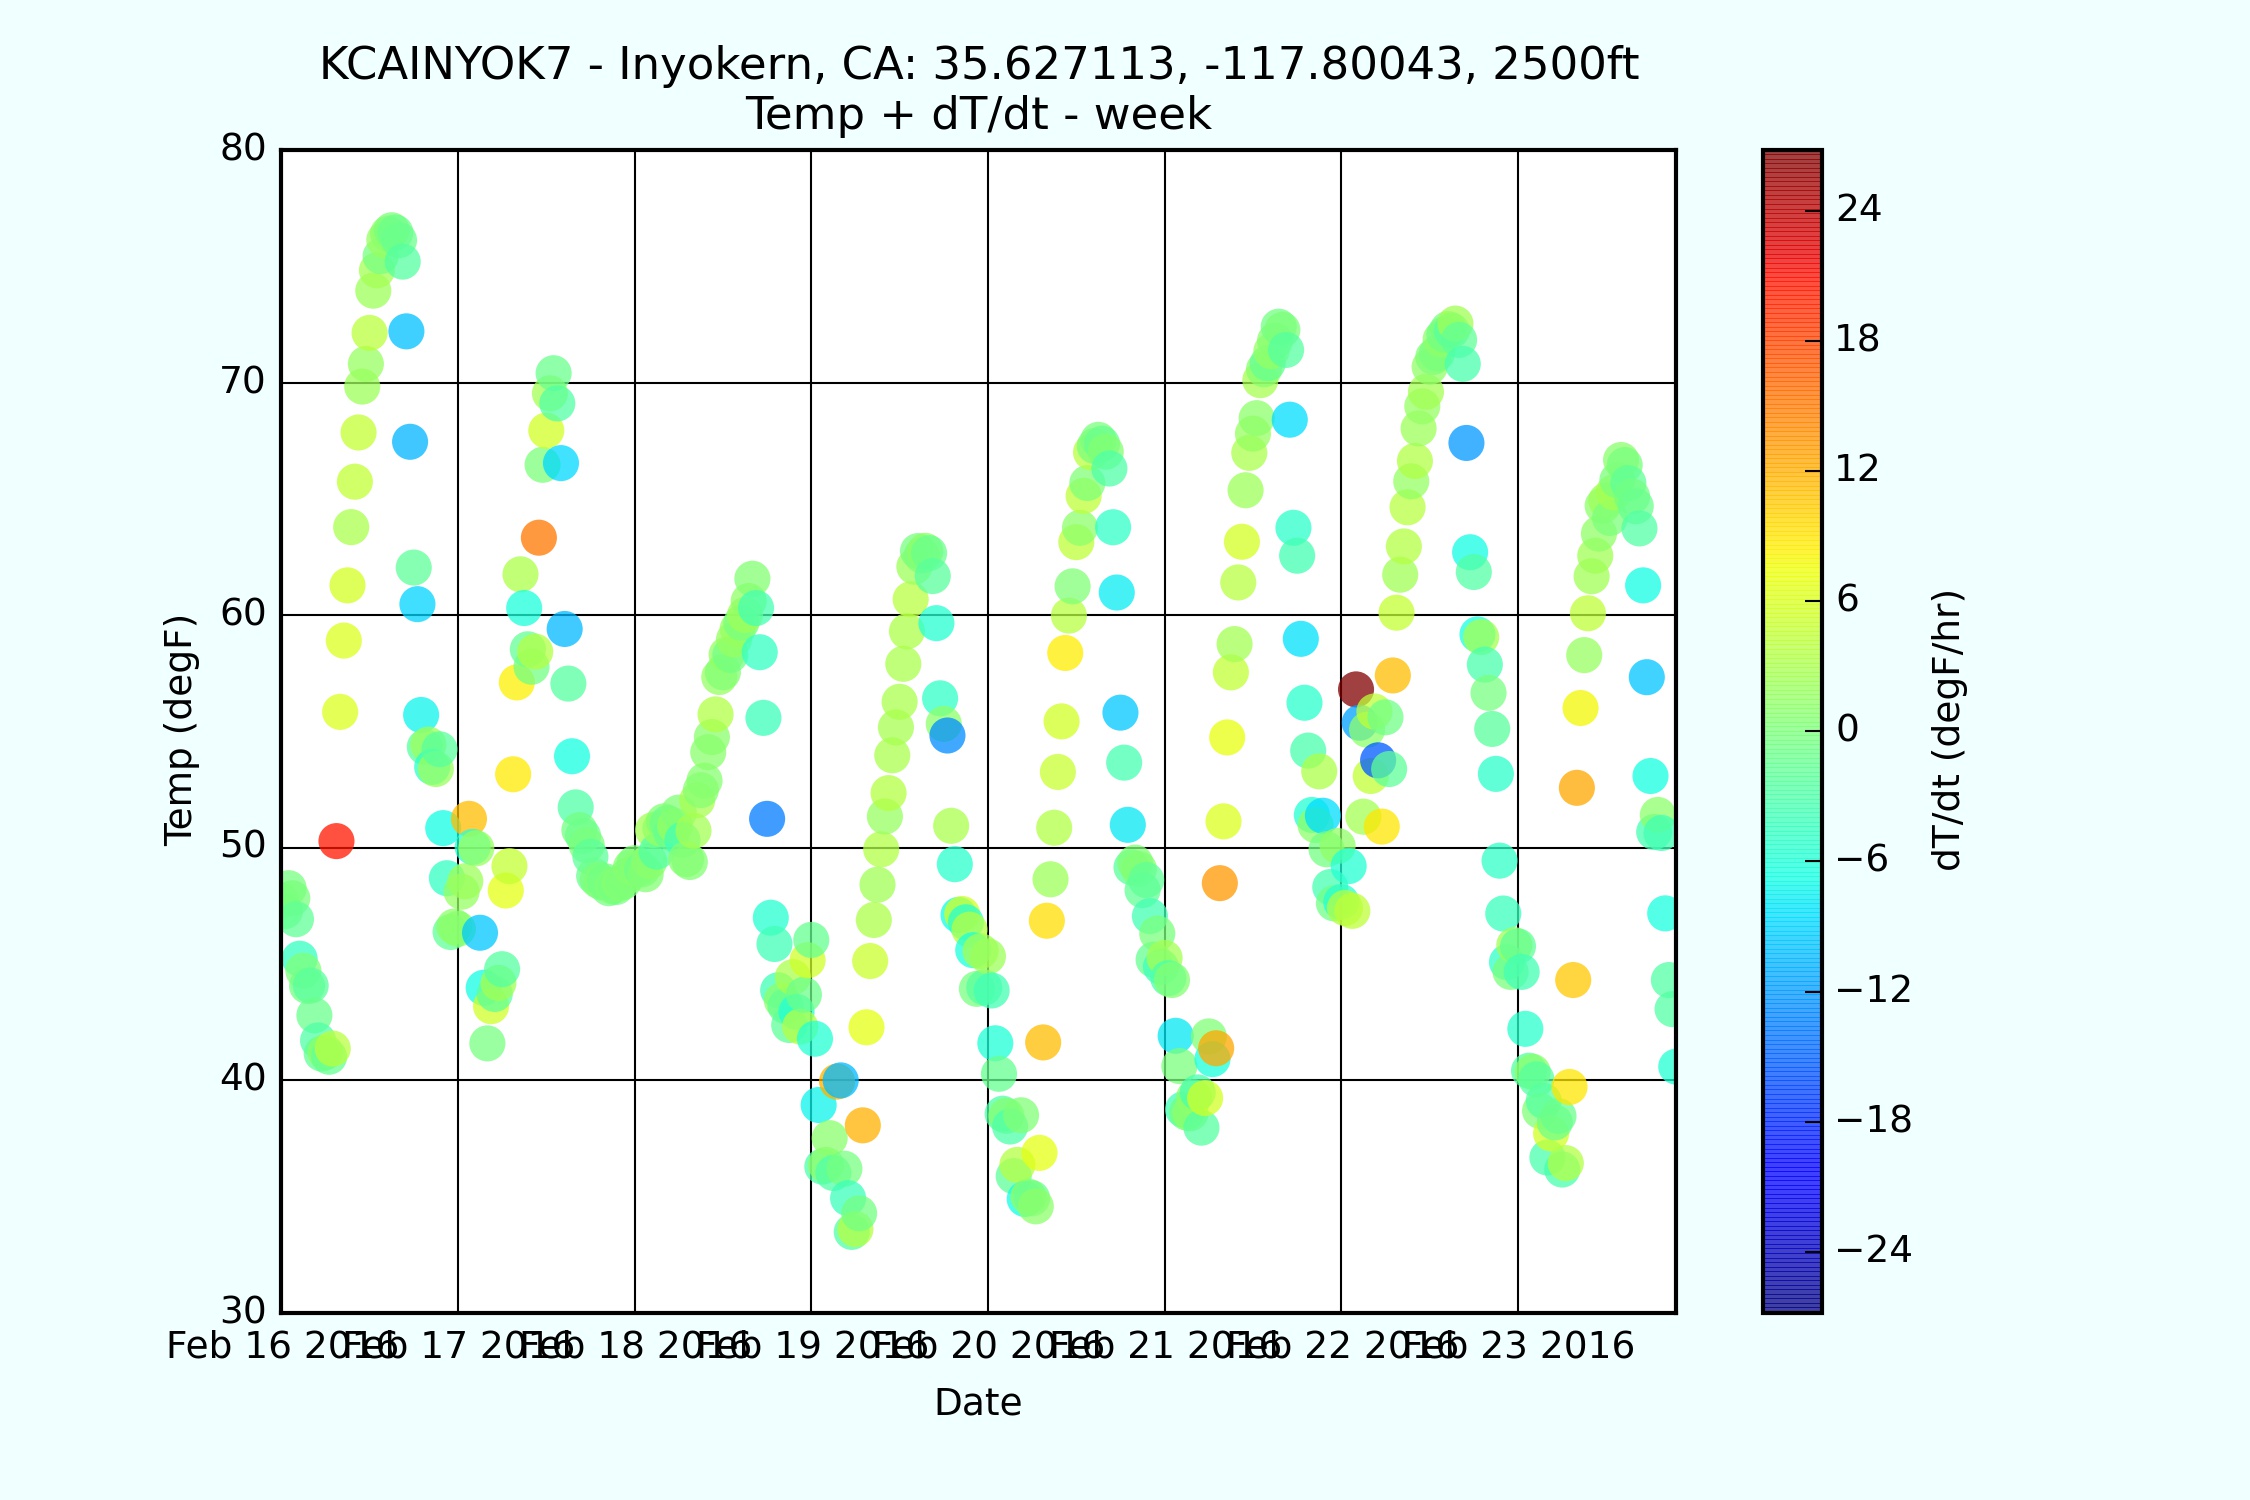 KCAINYOK7 - Inyokern, CA: 35.627113, -117.80043, 2500ft
Temp + dT/dt - week
80
70
60
50
40
30
Temp (degF)
Feb 16 2016 Feb 17 2016 Feb 18 2016 Feb 19 2016 Feb 20 2016 Feb 21 2016 Feb 22 2016 Feb 23 2016
Date
24
18
12
6
0
−6
−12
−18
−24
dT/dt (degF/hr)